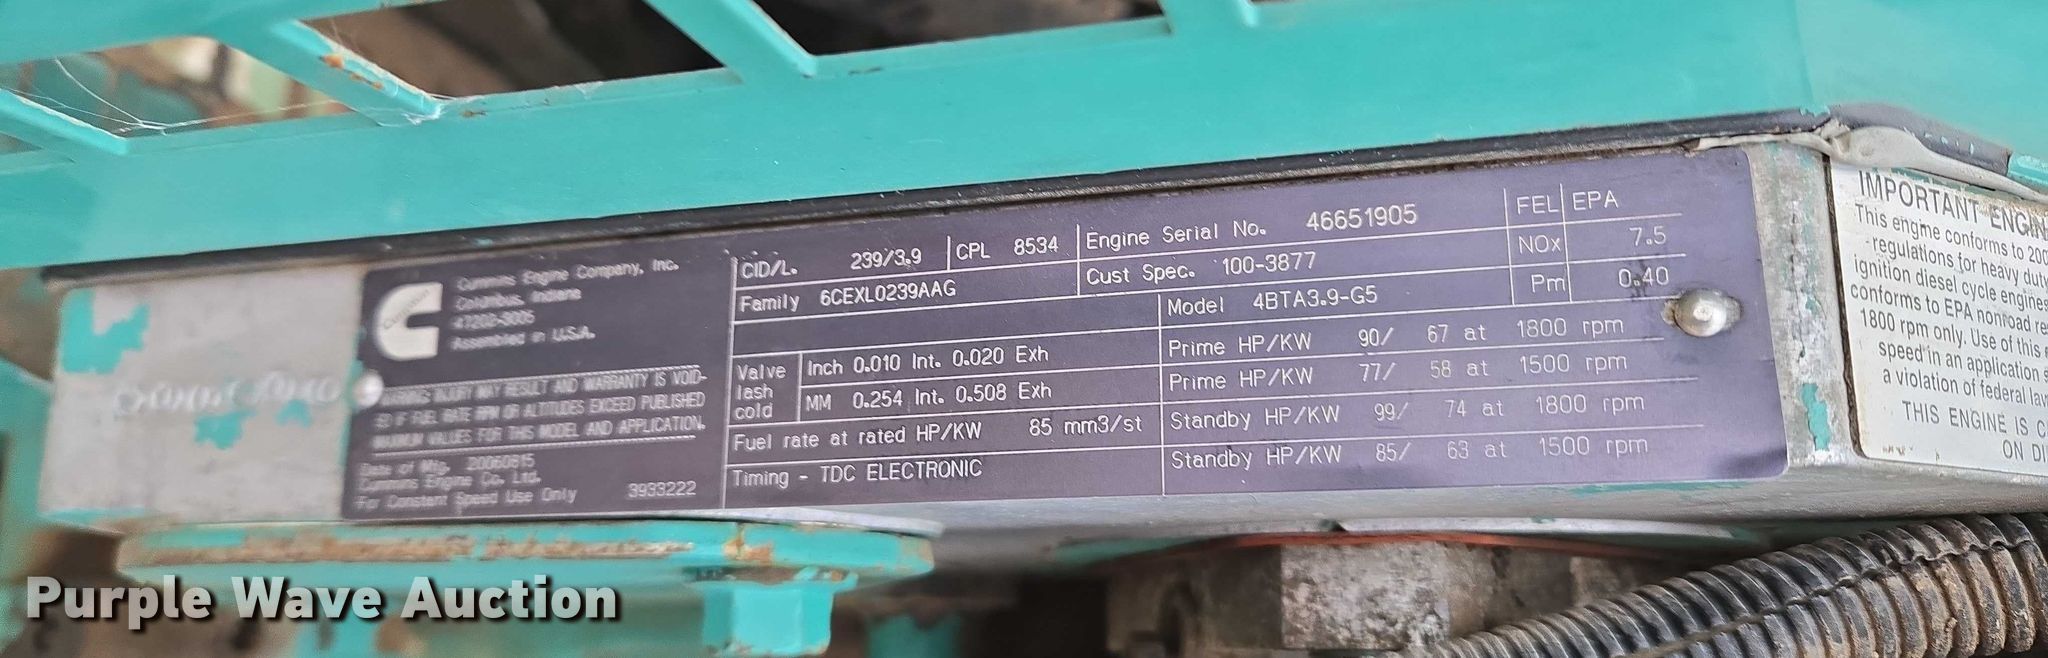 Cummins
Cummins Engine Company, Inc.
Columbus, Indiana
47202-3005
Assembled in U.S.A.
WARNING: INJURY MAY RESULT AND WARRANTY IS VOID-
ED IF FUEL RATE RPM OR ALTITUDES EXCEED PUBLISHED
MAXIMUM VALUES FOR THIS MODEL AND APPLICATION.
Date of Mfg. 20060815
Cummins Engine Co. Ltd.
For Constant Speed Use Only 3933222
CID/L. 239/3.9 CPL 8534
Family 6CEXL0239AAG
Valve lash cold
Inch 0.010 Int. 0.020 Exh
MM 0.254 Int. 0.508 Exh
Fuel rate at rated HP/KW 85 mm3/st
Timing - TDC ELECTRONIC
Engine Serial No. 46651905
Cust Spec. 100-3877
Model 4BTA3.9-G5
FEL EPA
NOx 7.5
Pm 0.40
Prime HP/KW 90/ 67 at 1800 rpm
Prime HP/KW 77/ 58 at 1500 rpm
Standby HP/KW 99/ 74 at 1800 rpm
Standby HP/KW 85/ 63 at 1500 rpm
IMPORTANT
This engine conforms to
regulations for heavy duty
ignition diesel cycle engines
conforms to EPA nonroad
1800 rpm only. Use of this
speed in an application
a violation of federal law
THIS ENGINE IS
ON
Purple Wave Auction